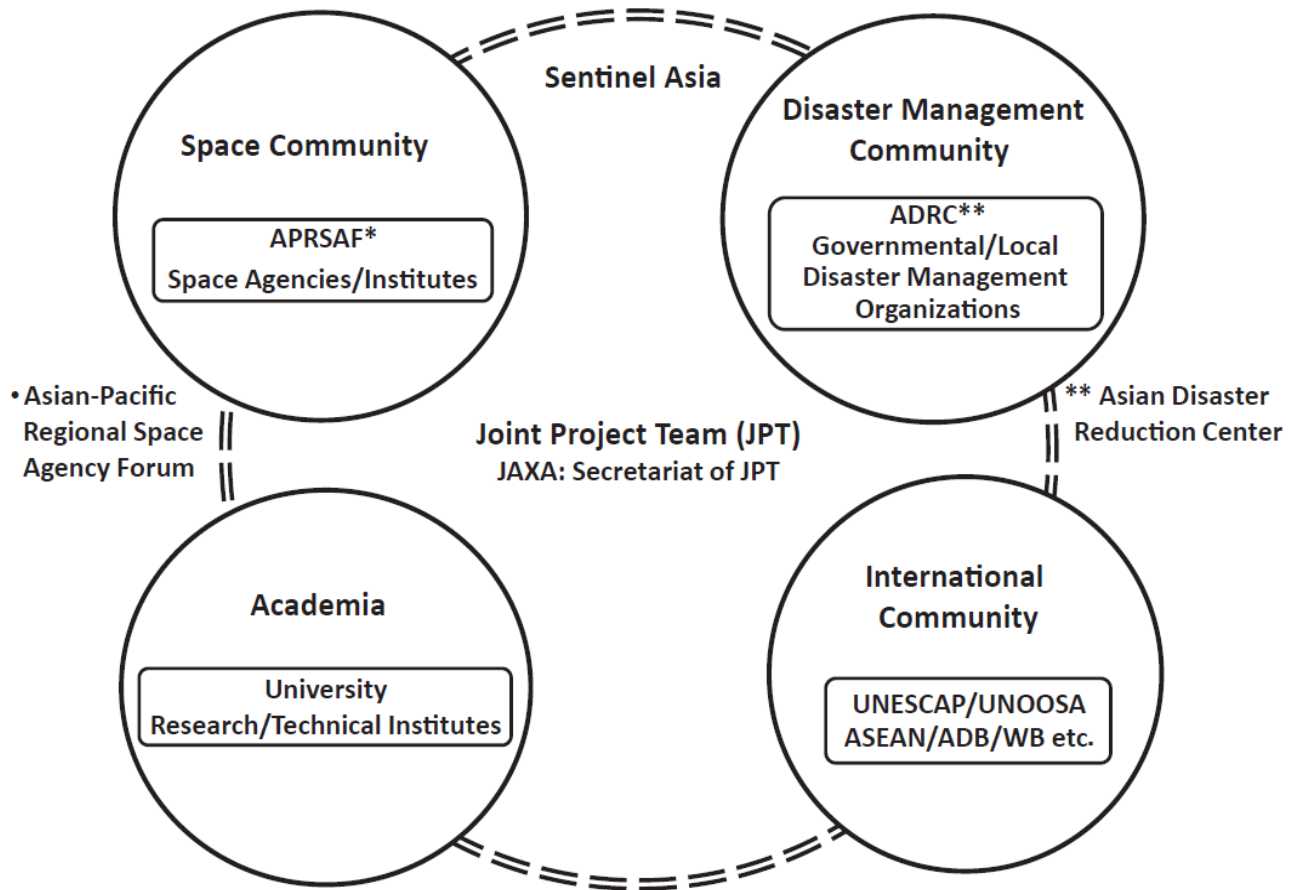 Sentinel Asia
Space Community
APRSAF*
Space Agencies/Institutes
Disaster Management
Community
ADRC**
Governmental/Local
Disaster Management
Organizations
• Asian-Pacific
Regional Space
Agency Forum
Joint Project Team (JPT)
JAXA: Secretariat of JPT
** Asian Disaster
Reduction Center
Academia
University
Research/Technical Institutes
International
Community
UNESCAP/UNOOSA
ASEAN/ADB/WB etc.